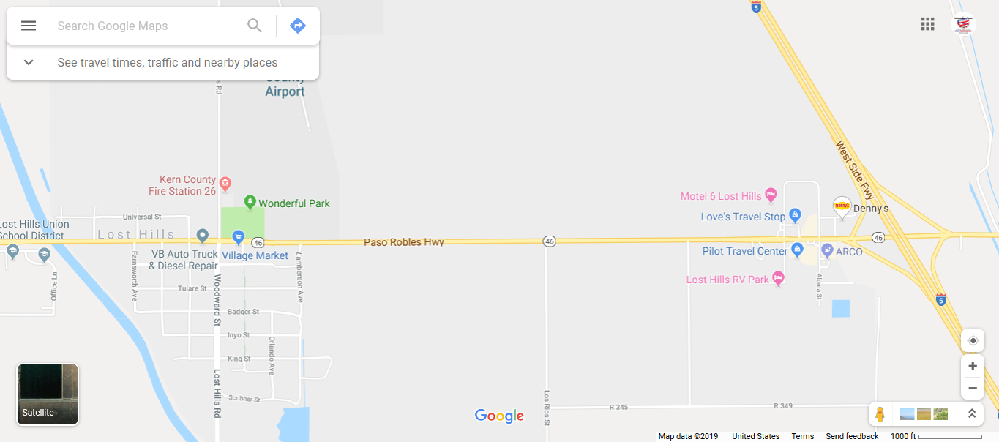 Search Google Maps
See travel times, traffic and nearby places
5
s Rd
County
Airport
West Side Fwy
Kern County
Fire Station 26
Wonderful Park
Motel 6 Lost Hills
Love's Travel Stop
Denny's
Denny's
Universal St
Lost Hills Union
School District
Lost Hills
46
Paso Robles Hwy
46
46
VB Auto Truck
& Diesel Repair
Village Market
Pilot Travel Center
ARCO
Lost Hills RV Park
Farnsworth Ave
Lamberson Ave
Office Ln
Woodward St
Tulare St
Aloma St
5
Badger St
Inyo St
Orlando Ave
King St
Lost Hills Rd
Scribner St
Los Rios St
R 345
R 349
Satellite
Google
Map data ©2019
United States
Terms
Send feedback
1000 ft